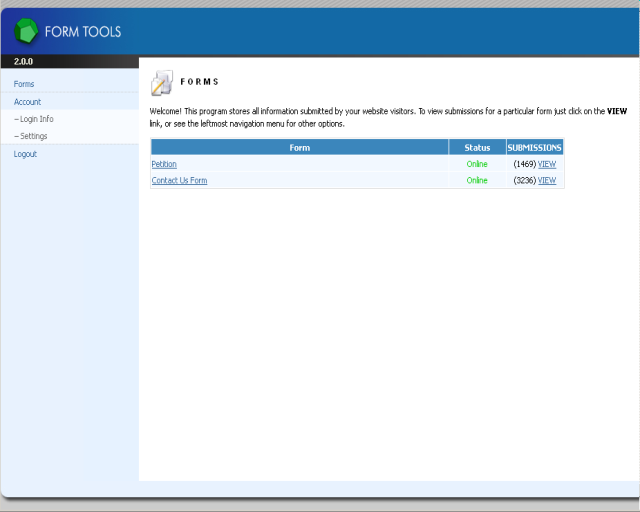 FORM TOOLS
2.0.0
Forms
Account
– Login Info
– Settings
Logout
FORMS
Welcome! This program stores all information submitted by your website visitors. To view submissions for a particular form just click on the VIEW
link, or see the leftmost navigation menu for other options.
Form Status SUBMISSIONS
Petition Online (1469) VIEW
Contact Us Form Online (3236) VIEW